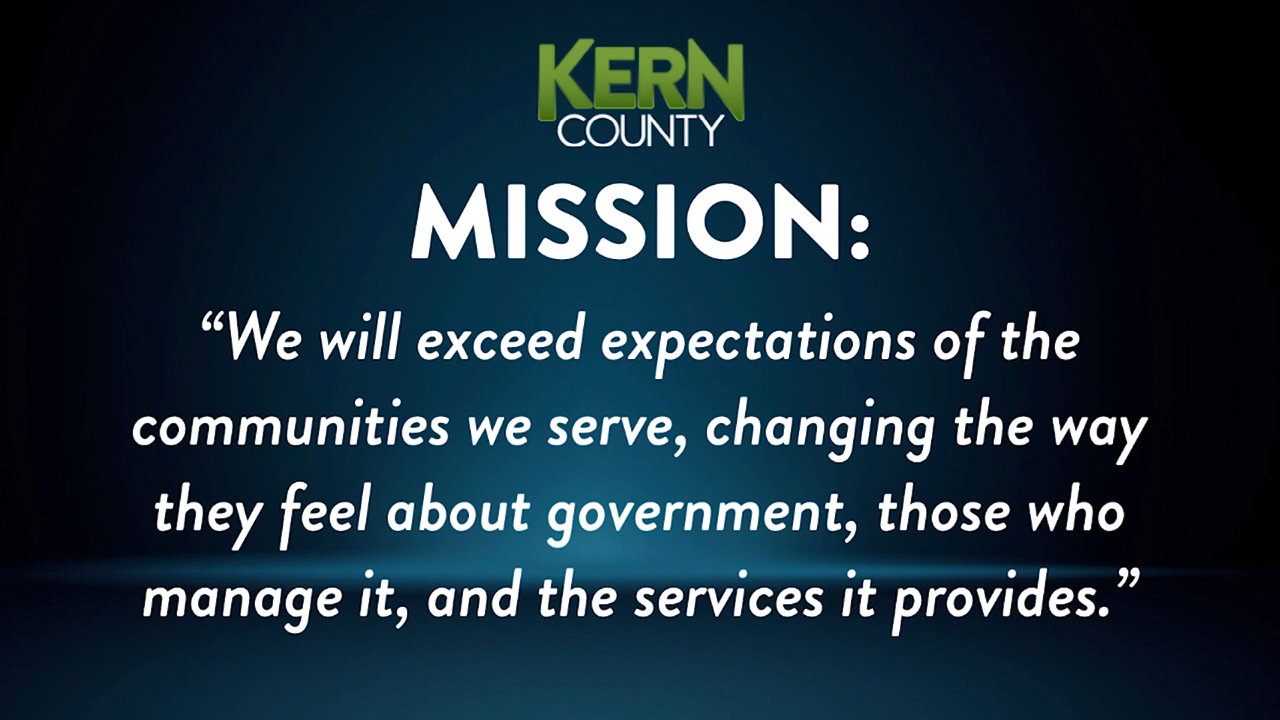 KERN
COUNTY
MISSION:
“We will exceed expectations of the
communities we serve, changing the way
they feel about government, those who
manage it, and the services it provides.”